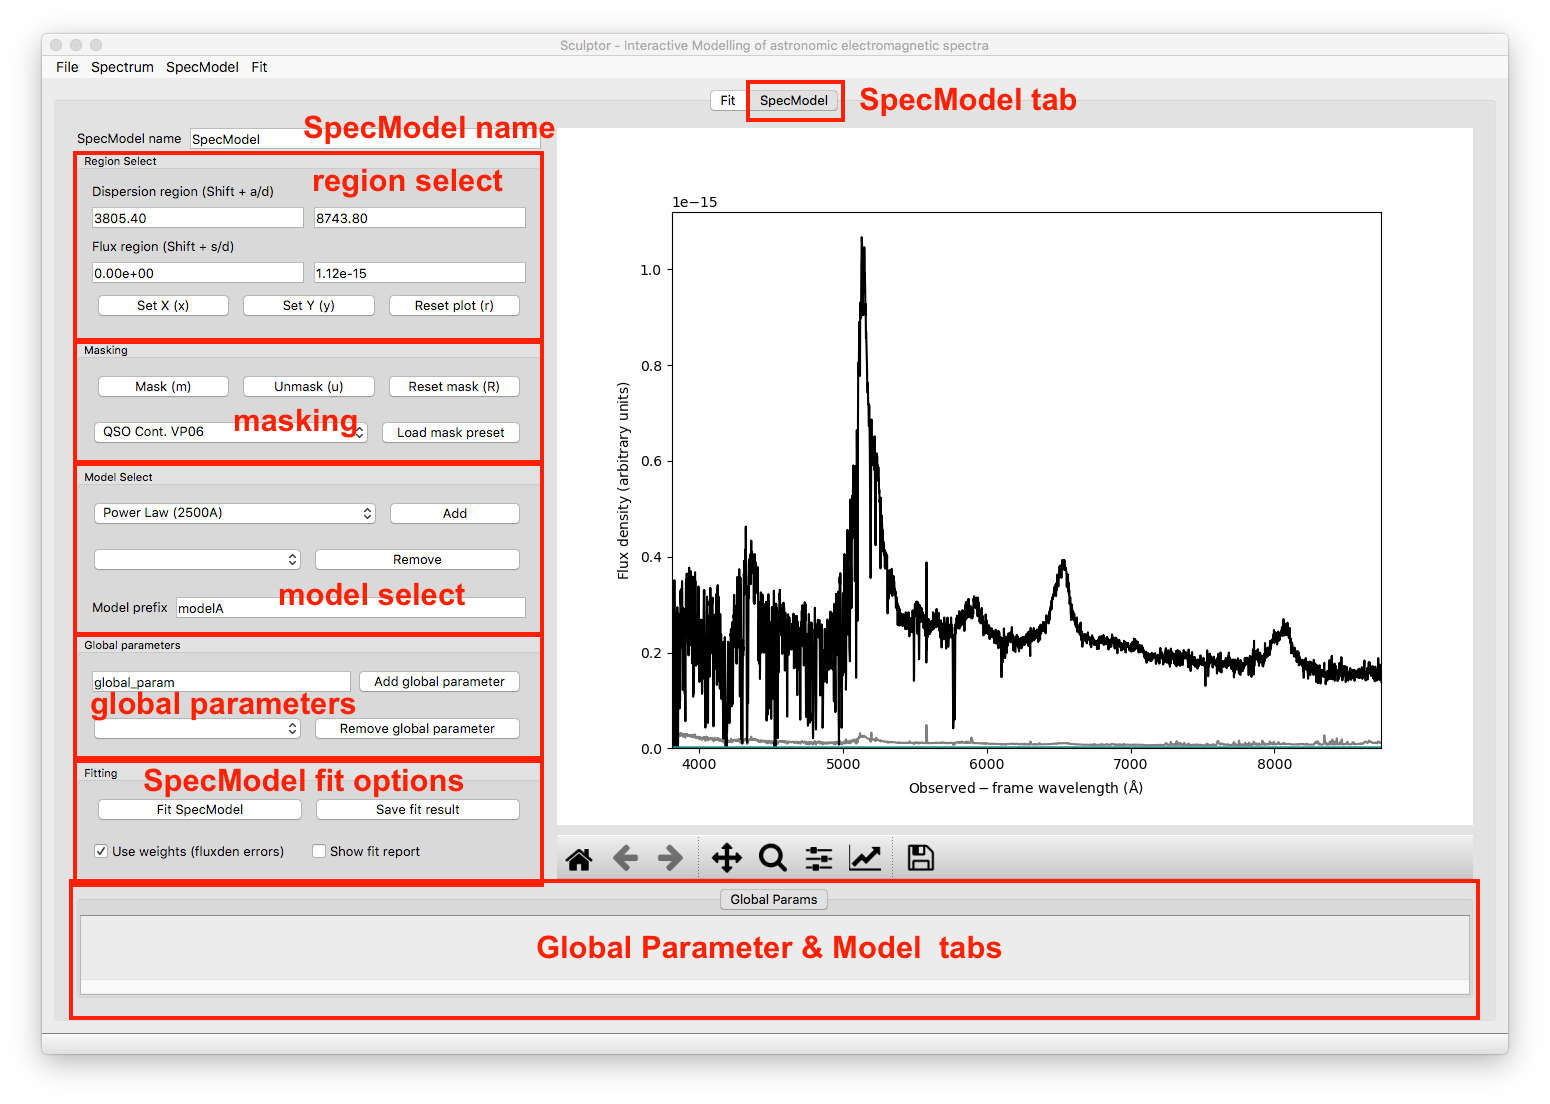 Sculptor - Interactive Modelling of astronomic electromagnetic spectra
File Spectrum SpecModel Fit
Fit SpecModel SpecModel tab
SpecModel name SpecModel SpecModel name
Region Select
region select
Dispersion region (Shift + a/d)
3805.40 8743.80
Flux region (Shift + s/d)
0.00e+00 1.12e-15
Set X (x) Set Y (y) Reset plot (r)
Masking
Mask (m) Unmask (u) Reset mask (R)
masking
QSO Cont. VP06 Load mask preset
Model Select
Power Law (2500A) Add
Remove
model select
Model prefix modelA
Global parameters
global_param Add global parameter
global parameters
Remove global parameter
Fitting
SpecModel fit options
Fit SpecModel Save fit result
Use weights (fluxden errors) Show fit report
1e−15
1.0
0.8
0.6
0.4
0.2
0.0
Flux density (arbitrary units)
4000 5000 6000 7000 8000
Observed − frame wavelength (Å)
Global Params
Global Parameter & Model tabs